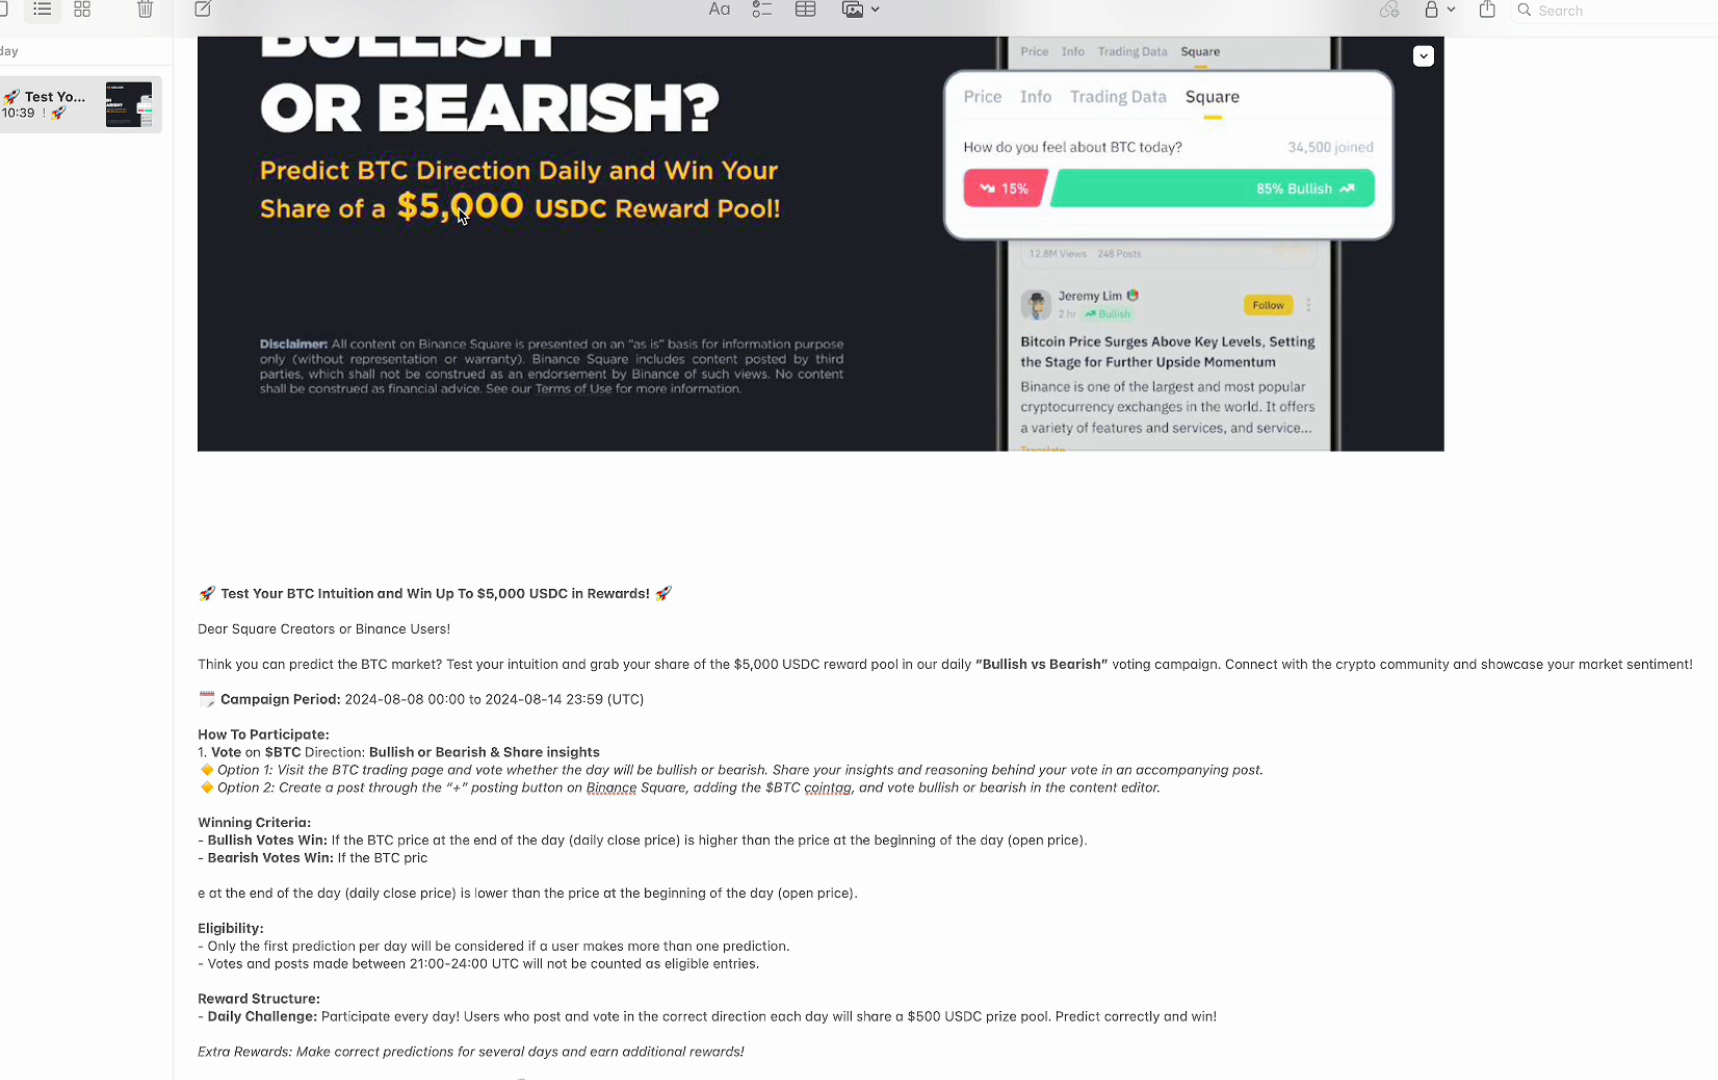 Search
day
🚀 Test Yo...
10:39 ! 🚀
BULLISH
OR BEARISH?
Predict BTC Direction Daily and Win Your
Share of a $5,000 USDC Reward Pool!
Disclaimer: All content on Binance Square is presented on an "as is" basis for information purpose
only (without representation or warranty). Binance Square includes content posted by third
parties, which shall not be construed as an endorsement by Binance of such views. No content
shall be construed as financial advice. See our Terms of Use for more information.
Price Info Trading Data Square
Price Info Trading Data Square
How do you feel about BTC today? 34,500 joined
15% 85% Bullish
12.8M Views 248 Posts
Jeremy Lim
Follow
2 hr Bullish
Bitcoin Price Surges Above Key Levels, Setting
the Stage for Further Upside Momentum
Binance is one of the largest and most popular
cryptocurrency exchanges in the world. It offers
a variety of features and services, and service...
Translate
🚀 Test Your BTC Intuition and Win Up To $5,000 USDC in Rewards! 🚀
Dear Square Creators or Binance Users!
Think you can predict the BTC market? Test your intuition and grab your share of the $5,000 USDC reward pool in our daily “Bullish vs Bearish” voting campaign. Connect with the crypto community and showcase your market sentiment!
🗓️ Campaign Period: 2024-08-08 00:00 to 2024-08-14 23:59 (UTC)
How To Participate:
1. Vote on $BTC Direction: Bullish or Bearish & Share insights
🔸 Option 1: Visit the BTC trading page and vote whether the day will be bullish or bearish. Share your insights and reasoning behind your vote in an accompanying post.
🔸 Option 2: Create a post through the “+” posting button on Binance Square, adding the $BTC cointag, and vote bullish or bearish in the content editor.
Winning Criteria:
- Bullish Votes Win: If the BTC price at the end of the day (daily close price) is higher than the price at the beginning of the day (open price).
- Bearish Votes Win: If the BTC pric
e at the end of the day (daily close price) is lower than the price at the beginning of the day (open price).
Eligibility:
- Only the first prediction per day will be considered if a user makes more than one prediction.
- Votes and posts made between 21:00-24:00 UTC will not be counted as eligible entries.
Reward Structure:
- Daily Challenge: Participate every day! Users who post and vote in the correct direction each day will share a $500 USDC prize pool. Predict correctly and win!
Extra Rewards: Make correct predictions for several days and earn additional rewards!